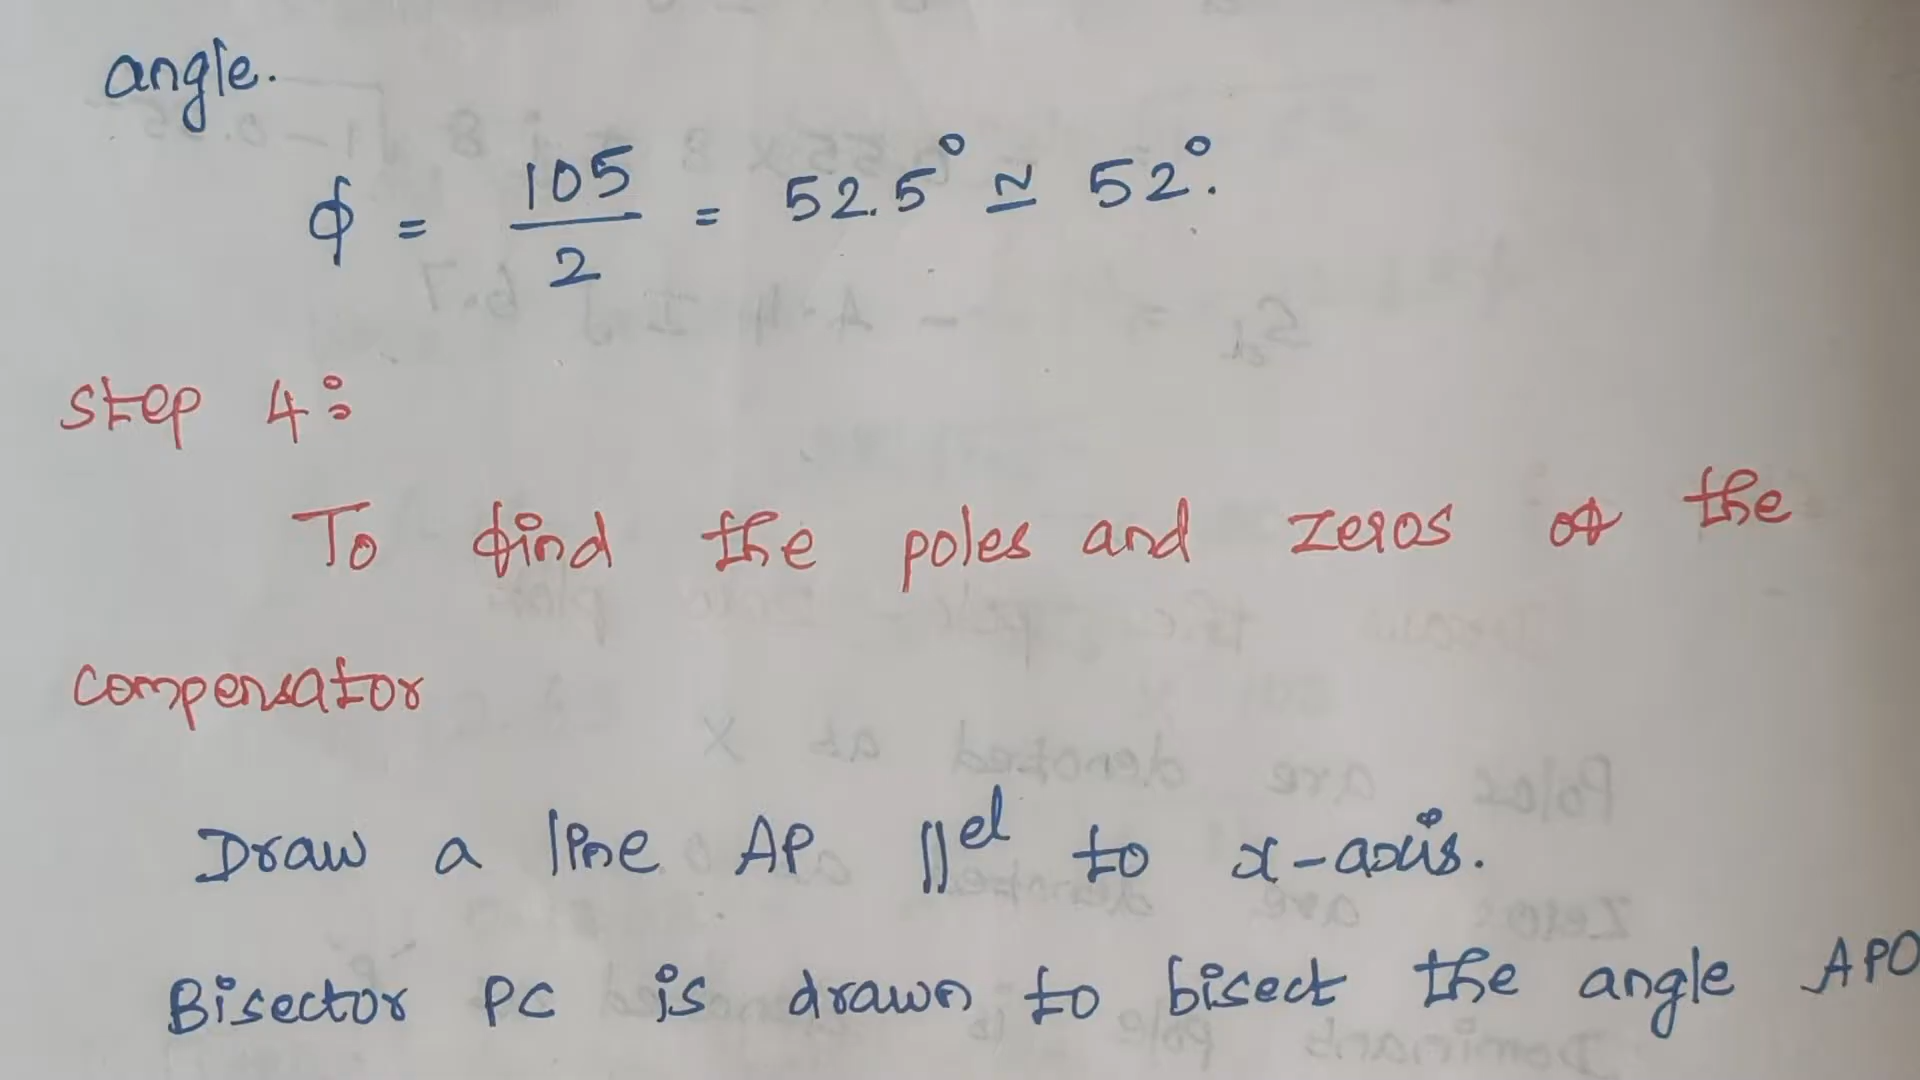 angle.
ϕ = 105/2 = 52.5° ≃ 52°.
Step 4:
To find the poles and zeros of the
compensator
Draw a line AP ||el to x-axis.
Bisector PC is drawn to bisect the angle APO